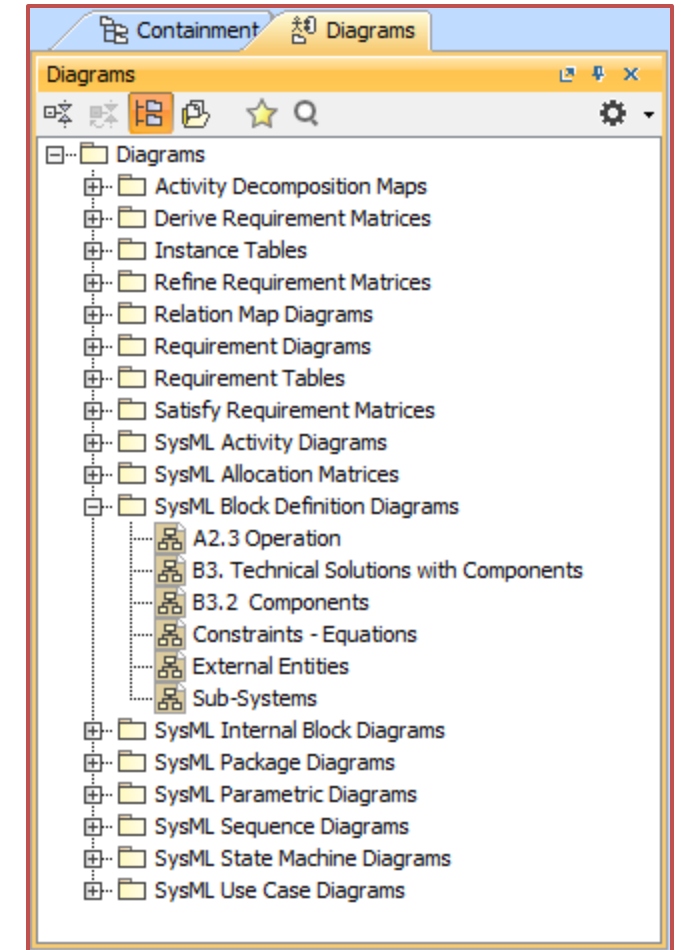 Containment Diagrams
Diagrams
Diagrams
Activity Decomposition Maps
Derive Requirement Matrices
Instance Tables
Refine Requirement Matrices
Relation Map Diagrams
Requirement Diagrams
Requirement Tables
Satisfy Requirement Matrices
SysML Activity Diagrams
SysML Allocation Matrices
SysML Block Definition Diagrams
A2.3 Operation
B3. Technical Solutions with Components
B3.2 Components
Constraints - Equations
External Entities
Sub-Systems
SysML Internal Block Diagrams
SysML Package Diagrams
SysML Parametric Diagrams
SysML Sequence Diagrams
SysML State Machine Diagrams
SysML Use Case Diagrams